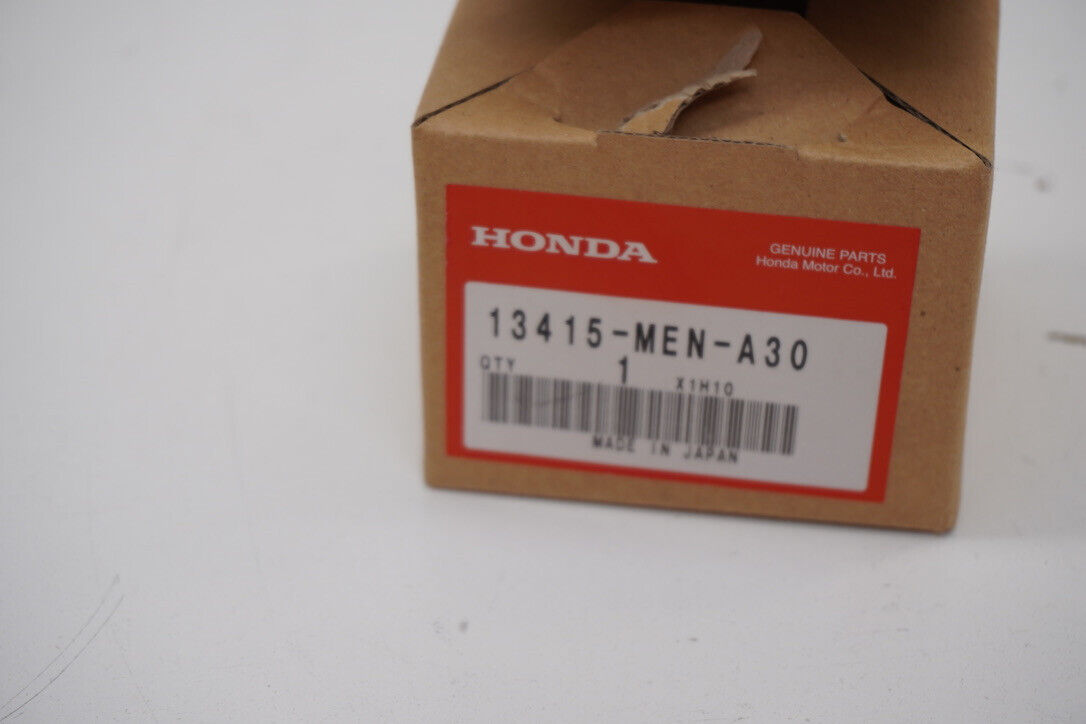 HONDA
GENUINE PARTS
Honda Motor Co., Ltd.
13415-MEN-A30
QTY 1 X1H10
MADE IN JAPAN